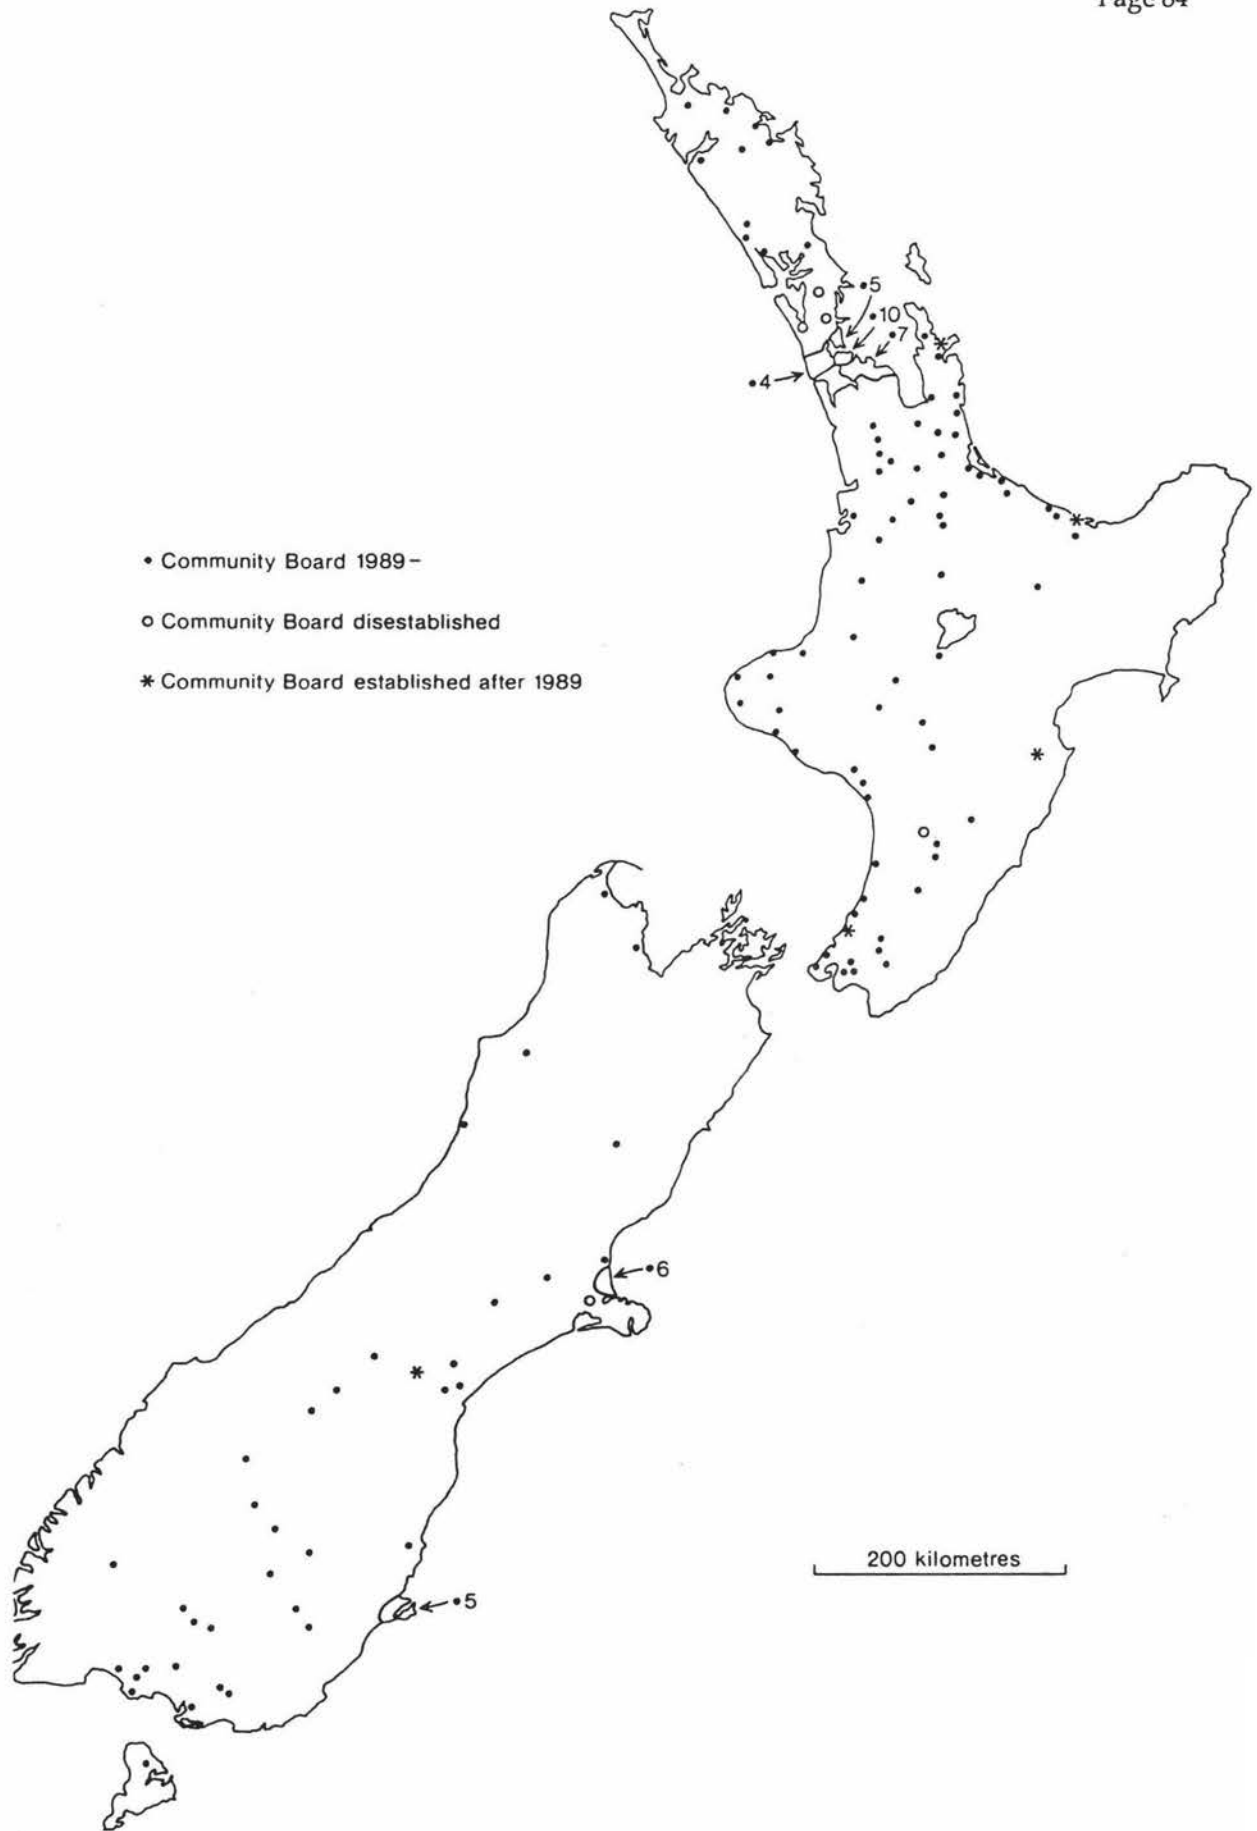 Page 84
5
10
7
4
Community Board 1989-
Community Board disestablished
* Community Board established after 1989
6
200 kilometres
5